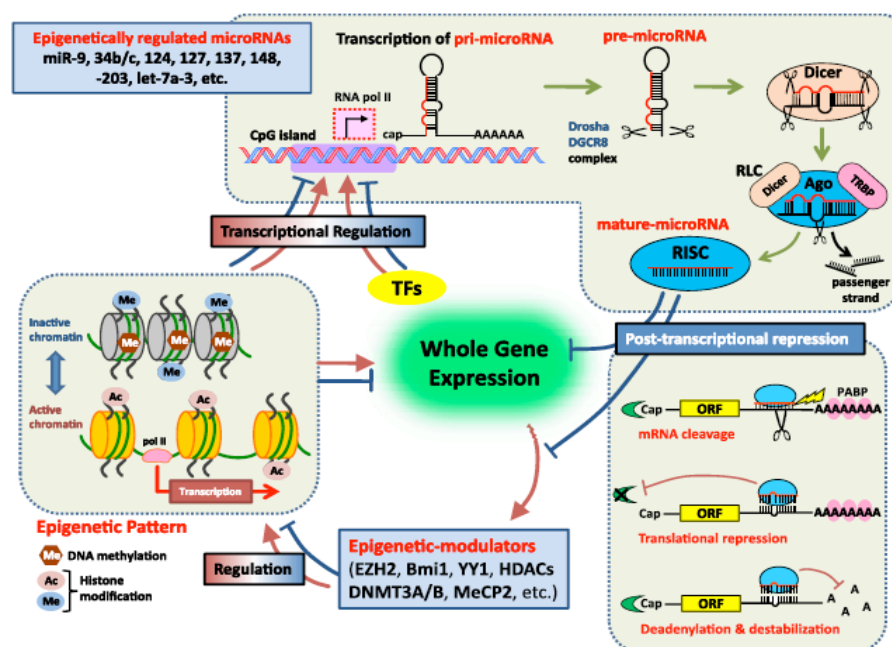 Epigenetically regulated microRNAs
miR-9, 34b/c, 124, 127, 137, 148,
-203, let-7a-3, etc.
Transcription of pri-microRNA
pre-microRNA
RNA pol II
CpG island
cap
AAAAAA
Drosha
DGCR8
complex
Dicer
RLC
Dicer
Ago
TRBP
mature-microRNA
RISC
passenger
strand
Transcriptional Regulation
TFs
Me
Me
Me
Me
Me
Me
Inactive
chromatin
Active
chromatin
Ac
Ac
Ac
pol II
Transcription
Whole Gene
Expression
Post-transcriptional repression
Cap
ORF
PABP
AAAAAAAA
mRNA cleavage
Cap
ORF
AAAAAAAA
Translational repression
Cap
ORF
A
A
A
A
Deadenylation & destabilization
Epigenetic Pattern
Me
DNA methylation
Ac
Me
Histone
modification
Regulation
Epigenetic-modulators
(EZH2, Bmi1, YY1, HDACs
DNMT3A/B, MeCP2, etc.)